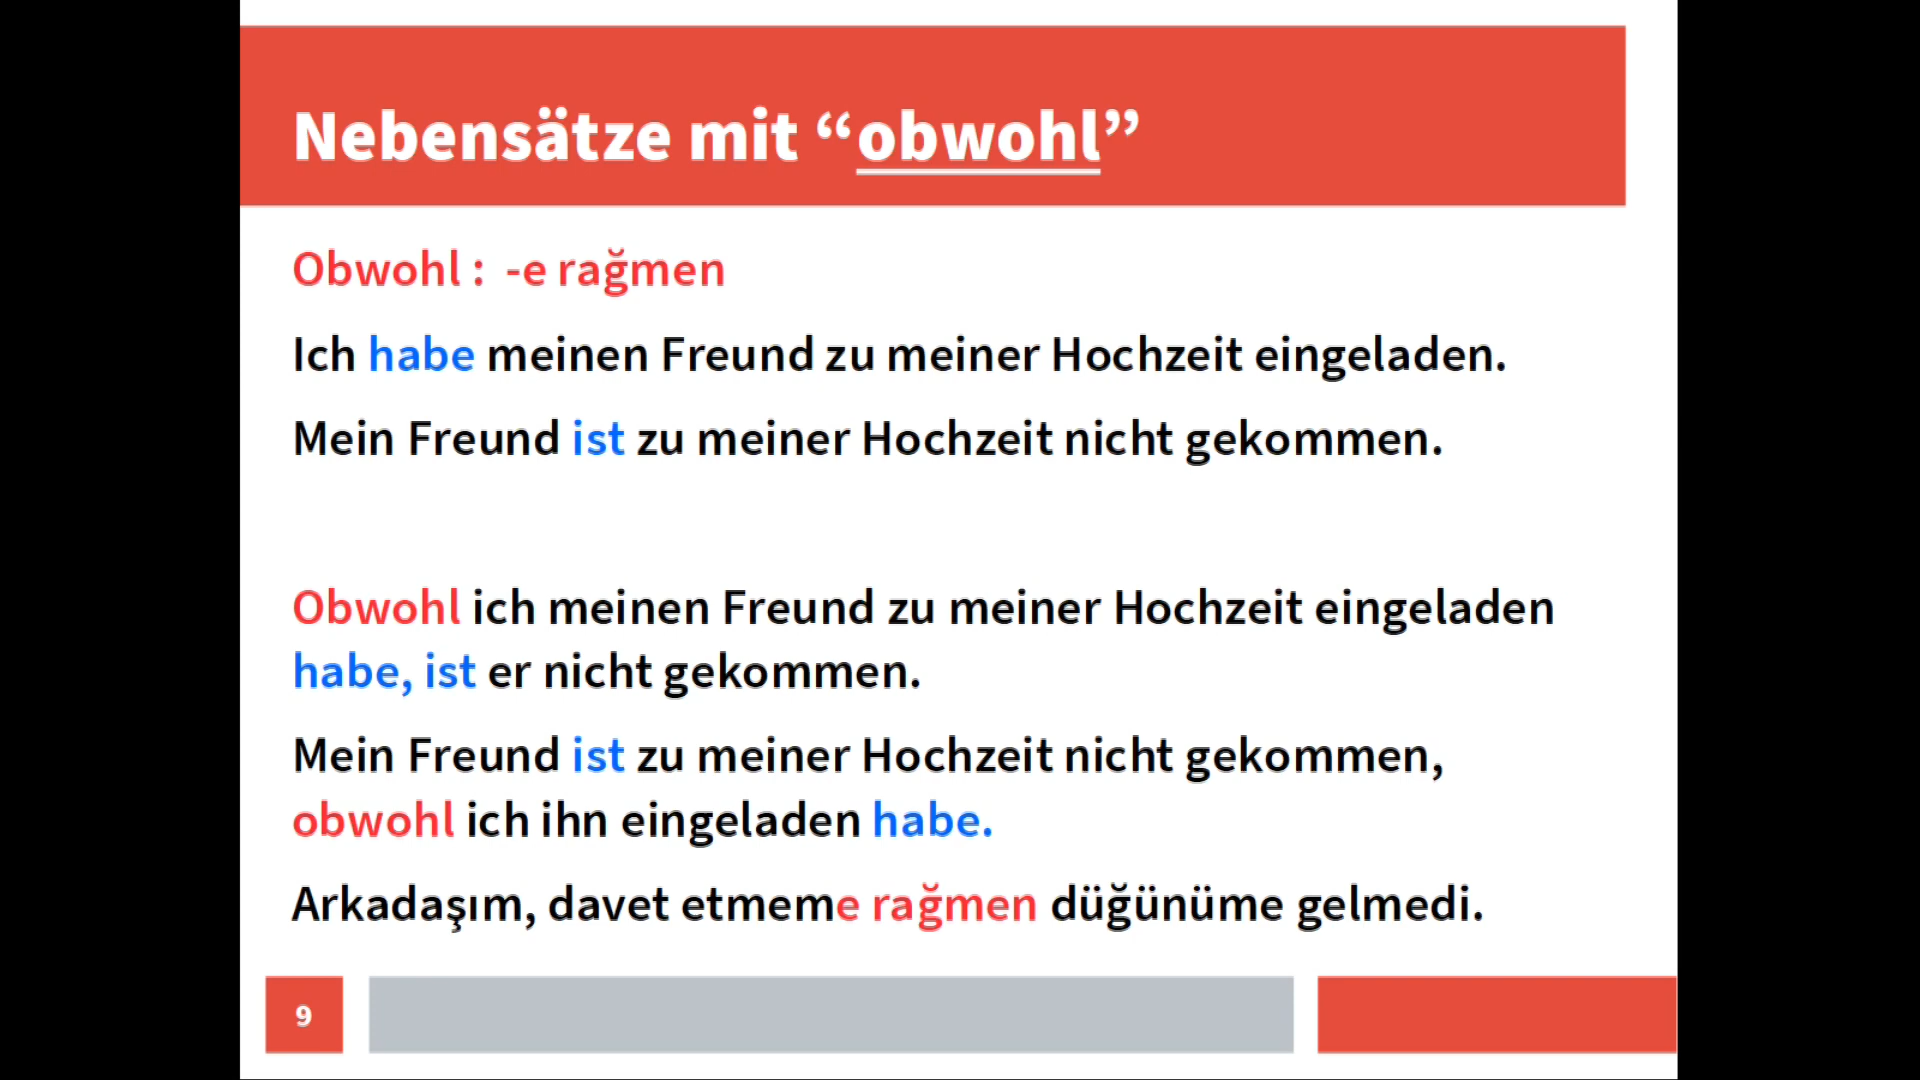 Nebensätze mit “obwohl”
Obwohl :  -e rağmen
Ich habe meinen Freund zu meiner Hochzeit eingeladen.
Mein Freund ist zu meiner Hochzeit nicht gekommen.
Obwohl ich meinen Freund zu meiner Hochzeit eingeladen
habe, ist er nicht gekommen.
Mein Freund ist zu meiner Hochzeit nicht gekommen,
obwohl ich ihn eingeladen habe.
Arkadaşım, davet etmeme rağmen düğünüme gelmedi.
9